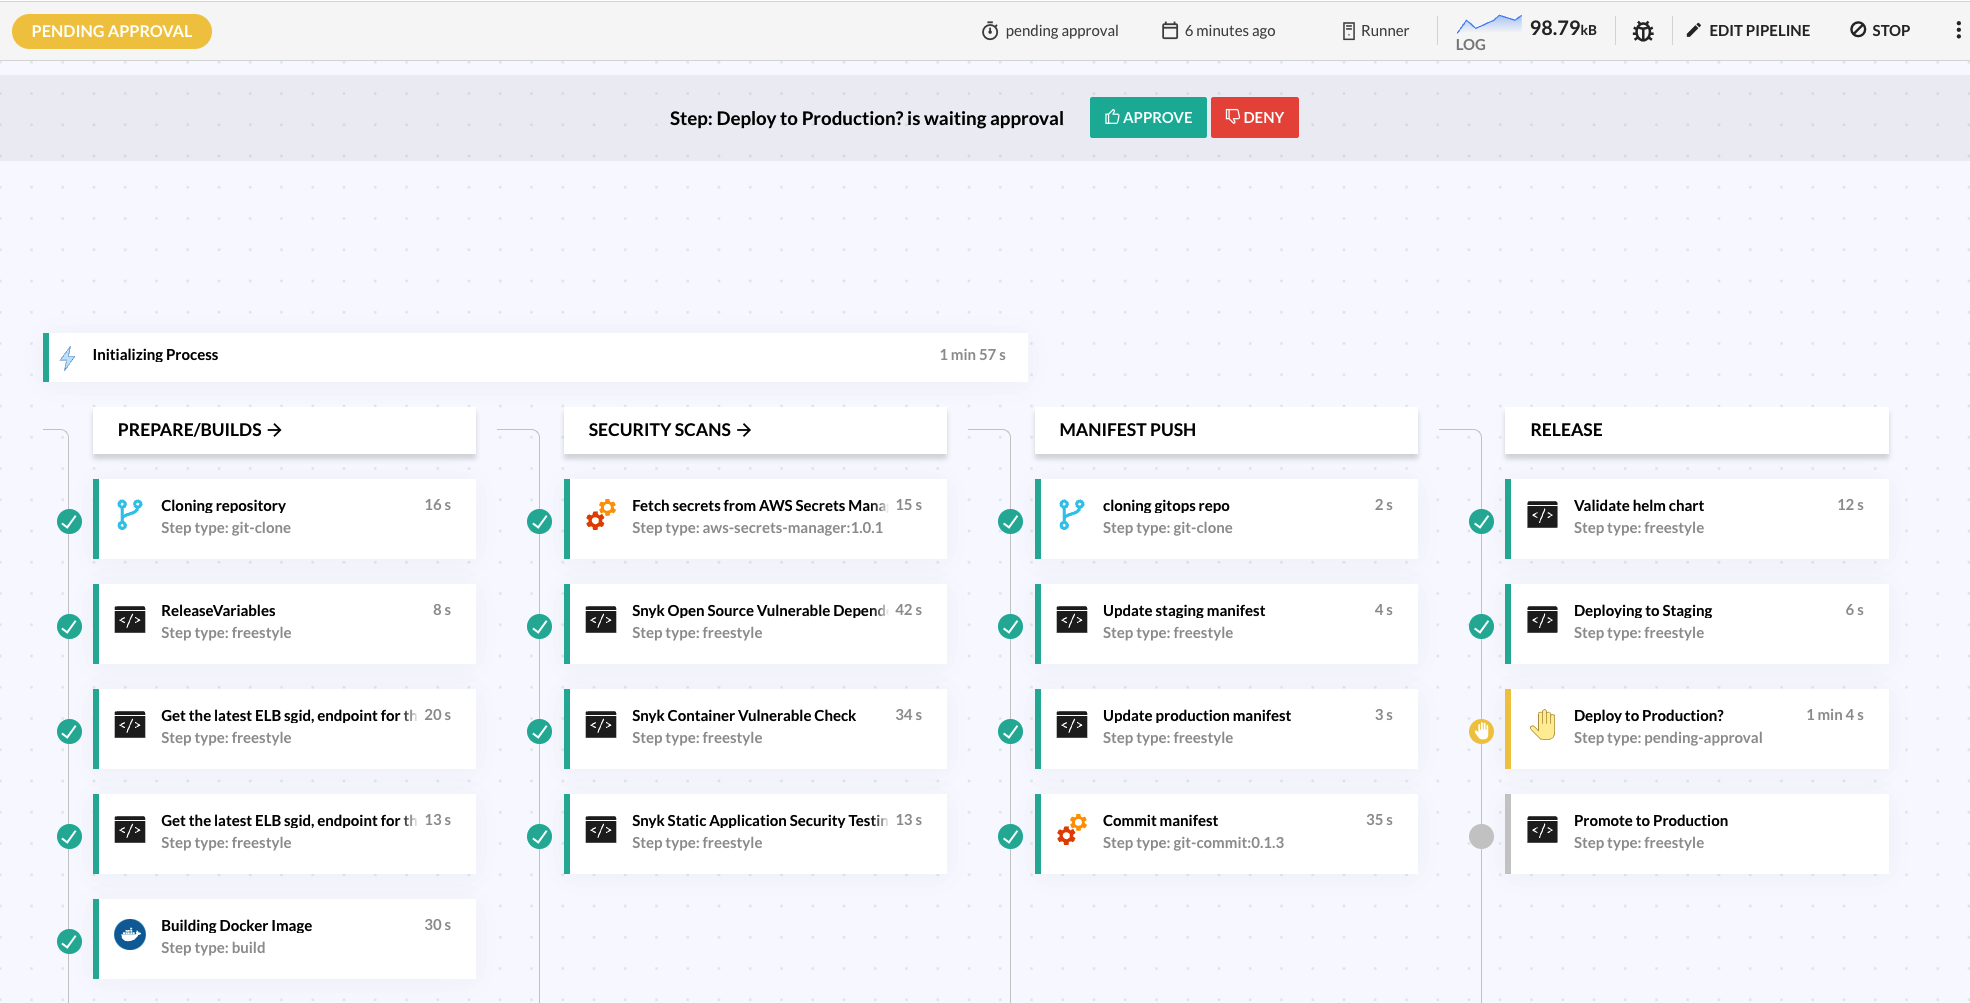 PENDING APPROVAL
pending approval
6 minutes ago
Runner
LOG
98.79kB
EDIT PIPELINE
STOP
Step: Deploy to Production? is waiting approval
APPROVE
DENY
Initializing Process
1 min 57 s
PREPARE/BUILDS →
Cloning repository
16 s
Step type: git-clone
ReleaseVariables
8 s
Step type: freestyle
Get the latest ELB sgid, endpoint for th
20 s
Step type: freestyle
Get the latest ELB sgid, endpoint for th
13 s
Step type: freestyle
Building Docker Image
30 s
Step type: build
SECURITY SCANS →
Fetch secrets from AWS Secrets Mana
15 s
Step type: aws-secrets-manager:1.0.1
Snyk Open Source Vulnerable Depend
42 s
Step type: freestyle
Snyk Container Vulnerable Check
34 s
Step type: freestyle
Snyk Static Application Security Testin
13 s
Step type: freestyle
MANIFEST PUSH
cloning gitops repo
2 s
Step type: git-clone
Update staging manifest
4 s
Step type: freestyle
Update production manifest
3 s
Step type: freestyle
Commit manifest
35 s
Step type: git-commit:0.1.3
RELEASE
Validate helm chart
12 s
Step type: freestyle
Deploying to Staging
6 s
Step type: freestyle
Deploy to Production?
1 min 4 s
Step type: pending-approval
Promote to Production
Step type: freestyle